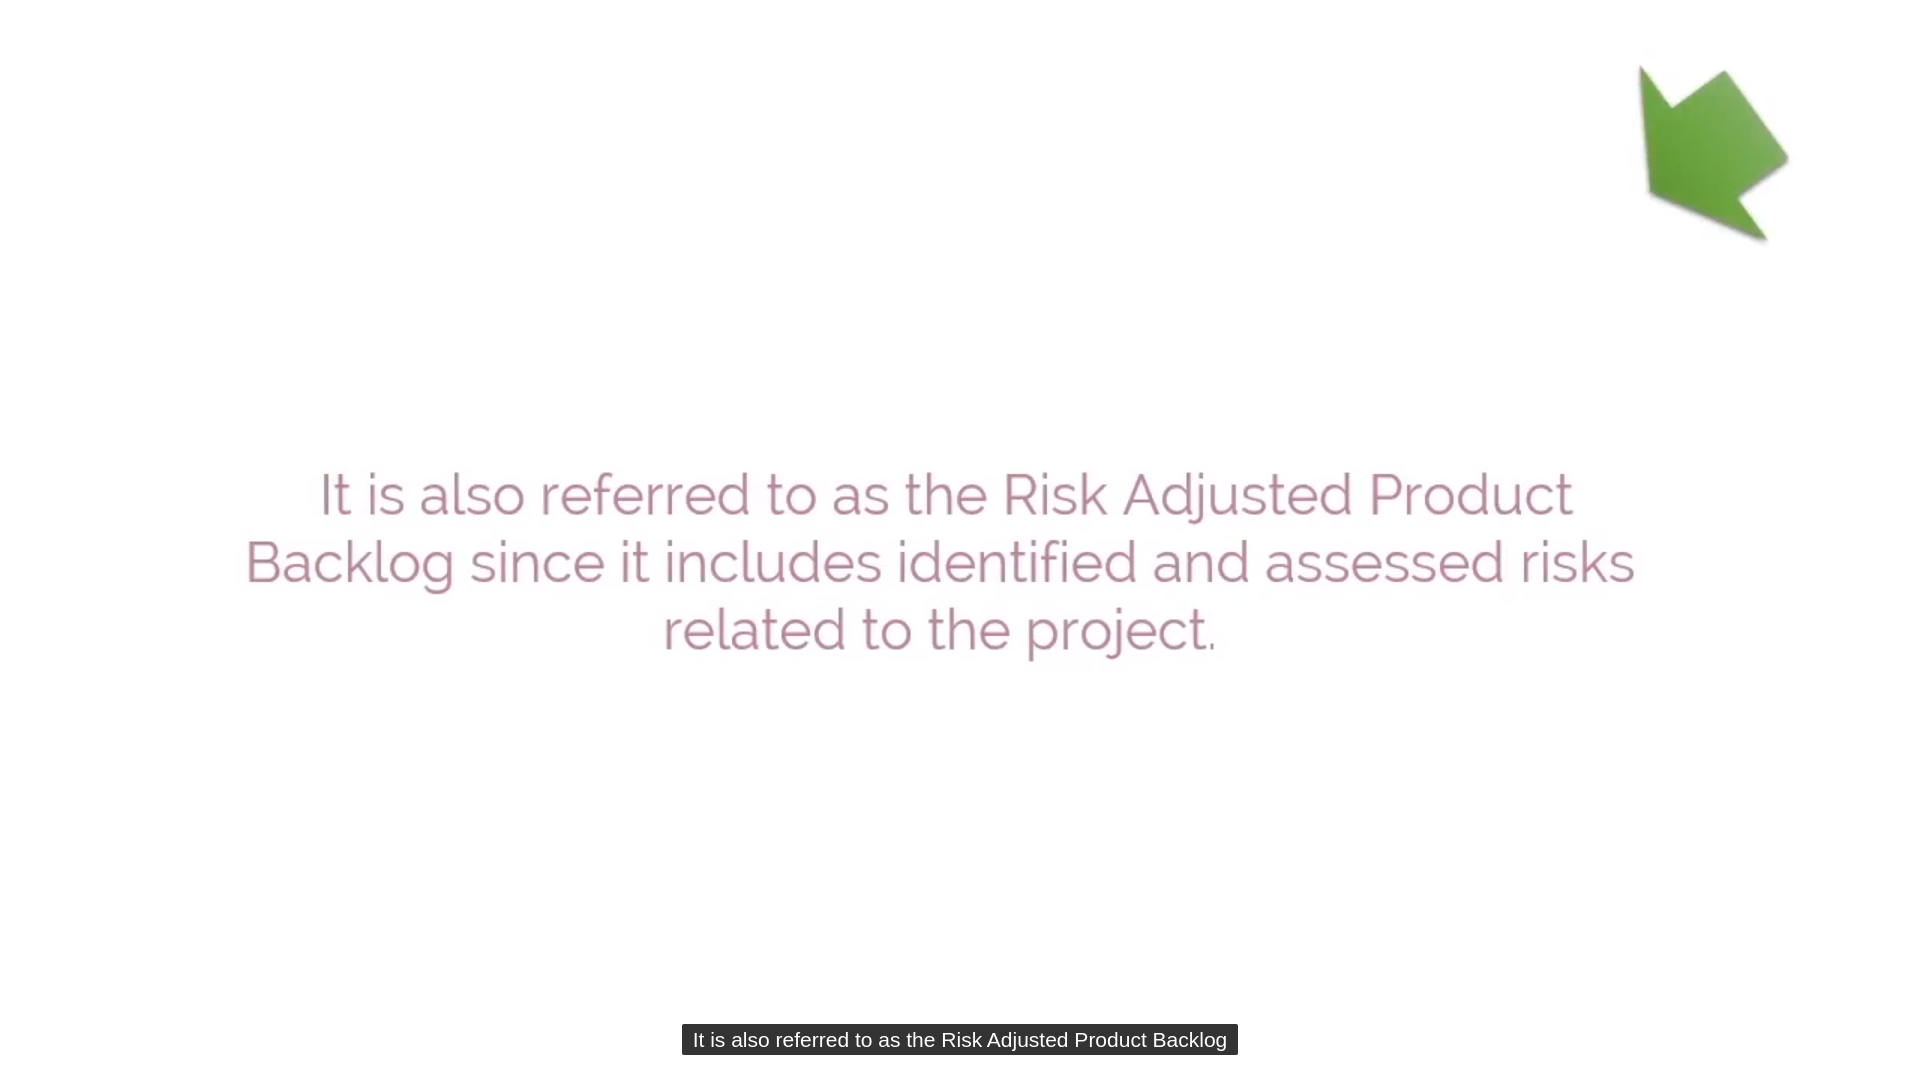 It is also referred to as the Risk Adjusted Product
Backlog since it includes identified and assessed risks
related to the project.
It is also referred to as the Risk Adjusted Product Backlog